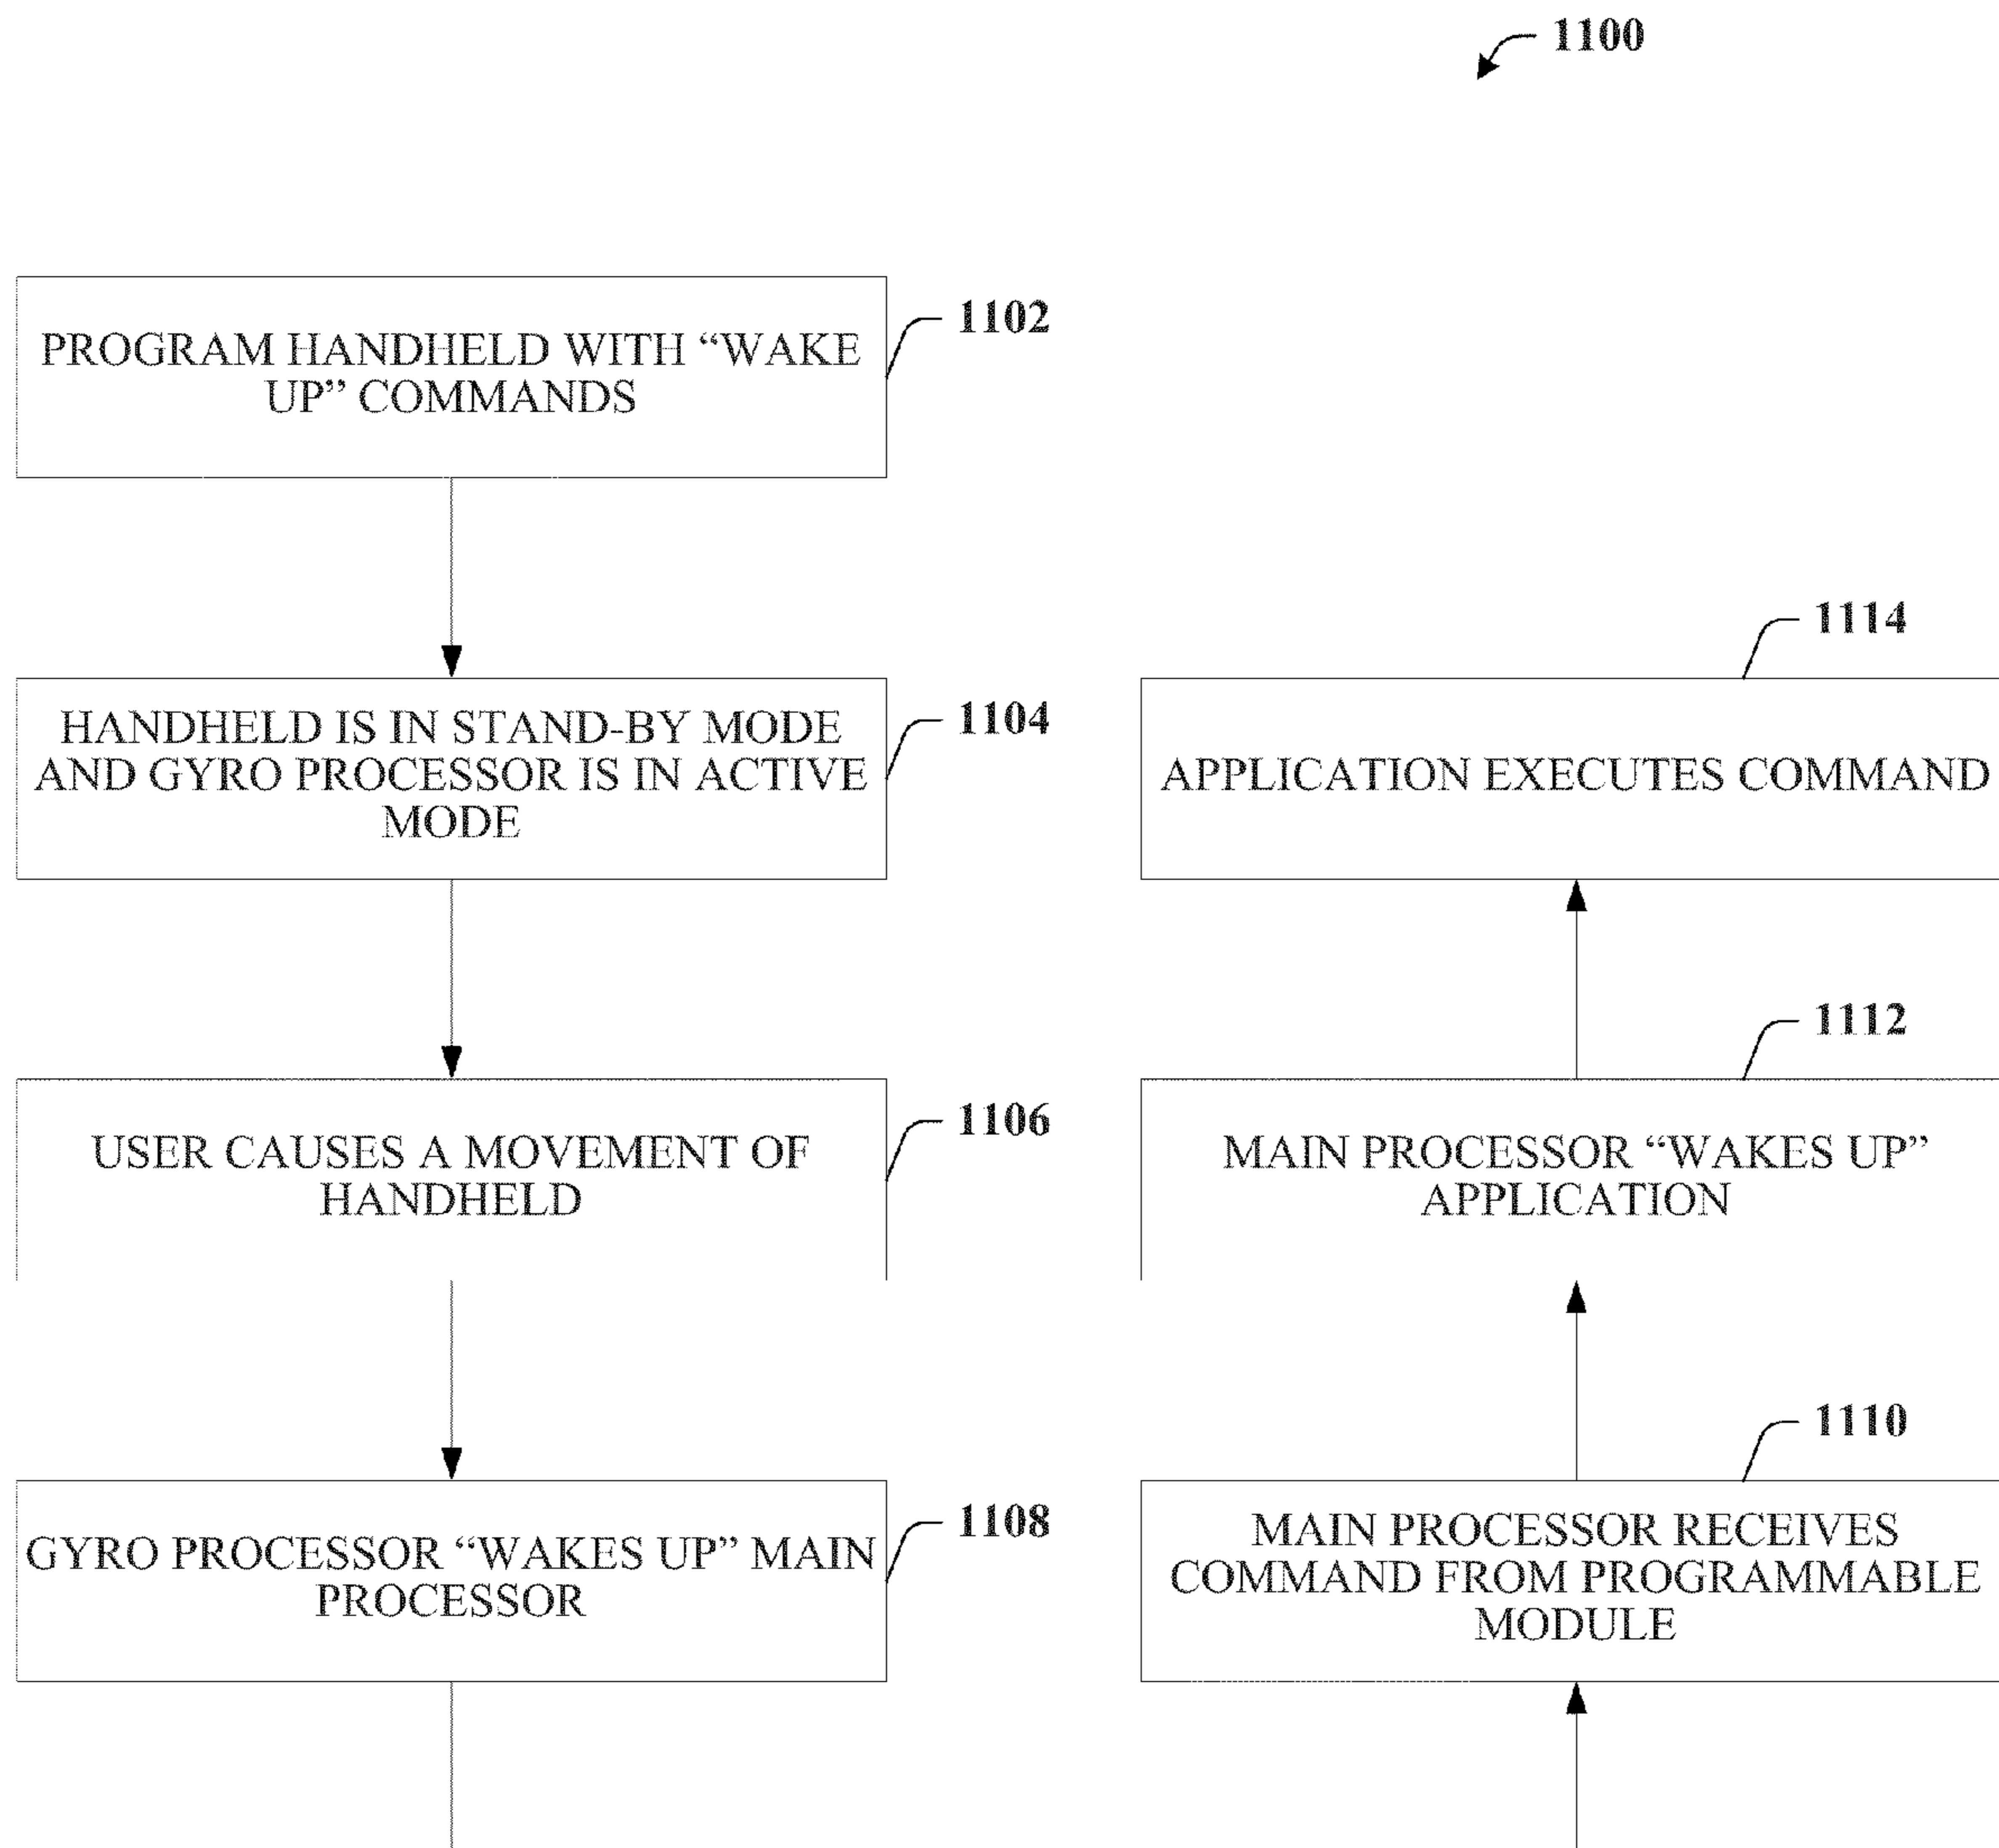 1100
PROGRAM HANDHELD WITH “WAKE
UP” COMMANDS
1102
HANDHELD IS IN STAND-BY MODE
AND GYRO PROCESSOR IS IN ACTIVE
MODE
1104
USER CAUSES A MOVEMENT OF
HANDHELD
1106
GYRO PROCESSOR “WAKES UP” MAIN
PROCESSOR
1108
MAIN PROCESSOR RECEIVES
COMMAND FROM PROGRAMMABLE
MODULE
1110
MAIN PROCESSOR “WAKES UP”
APPLICATION
1112
APPLICATION EXECUTES COMMAND
1114